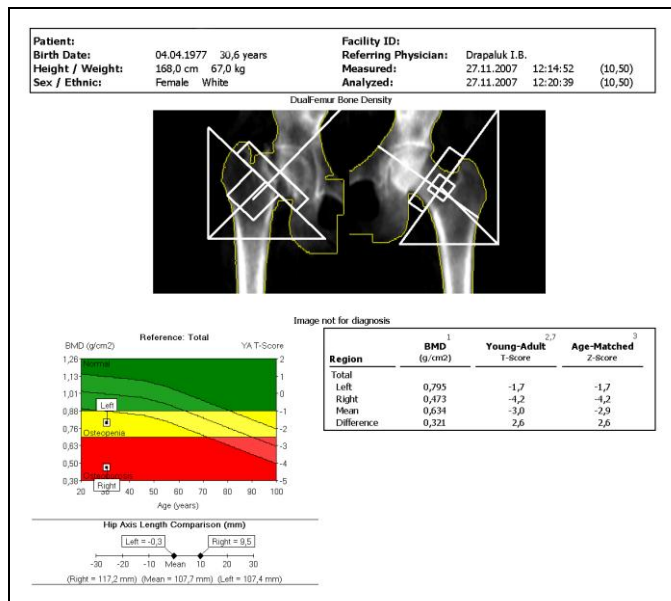 Patient: Facility ID:
Birth Date: 04.04.1977 30,6 years Referring Physician: Drapaluk I.B.
Height / Weight: 168,0 cm 67,0 kg Measured: 27.11.2007 12:14:52 (10,50)
Sex / Ethnic: Female White Analyzed: 27.11.2007 12:20:39 (10,50)
DualFemur Bone Density
Image not for diagnosis
Reference: Total
BMD (g/cm2) YA T-Score
1,26 Normal 2
1,13 1
1,01 0
0,88 Left -1
0,76 Osteopenia -2
0,63 -3
0,50 -4
0,38 Right -5
20 30 40 50 60 70 80 90 100
Age (years)
1 2,7 3
BMD Young-Adult Age-Matched
Region (g/cm2) T-Score Z-Score
Total
Left 0,795 -1,7 -1,7
Right 0,473 -4,2 -4,2
Mean 0,634 -3,0 -2,9
Difference 0,321 2,6 2,6
Hip Axis Length Comparison (mm)
Left = -0,3 Right = 9,5
-30 -20 -10 Mean 10 20 30
(Right = 117,2 mm) (Mean = 107,7 mm) (Left = 107,4 mm)